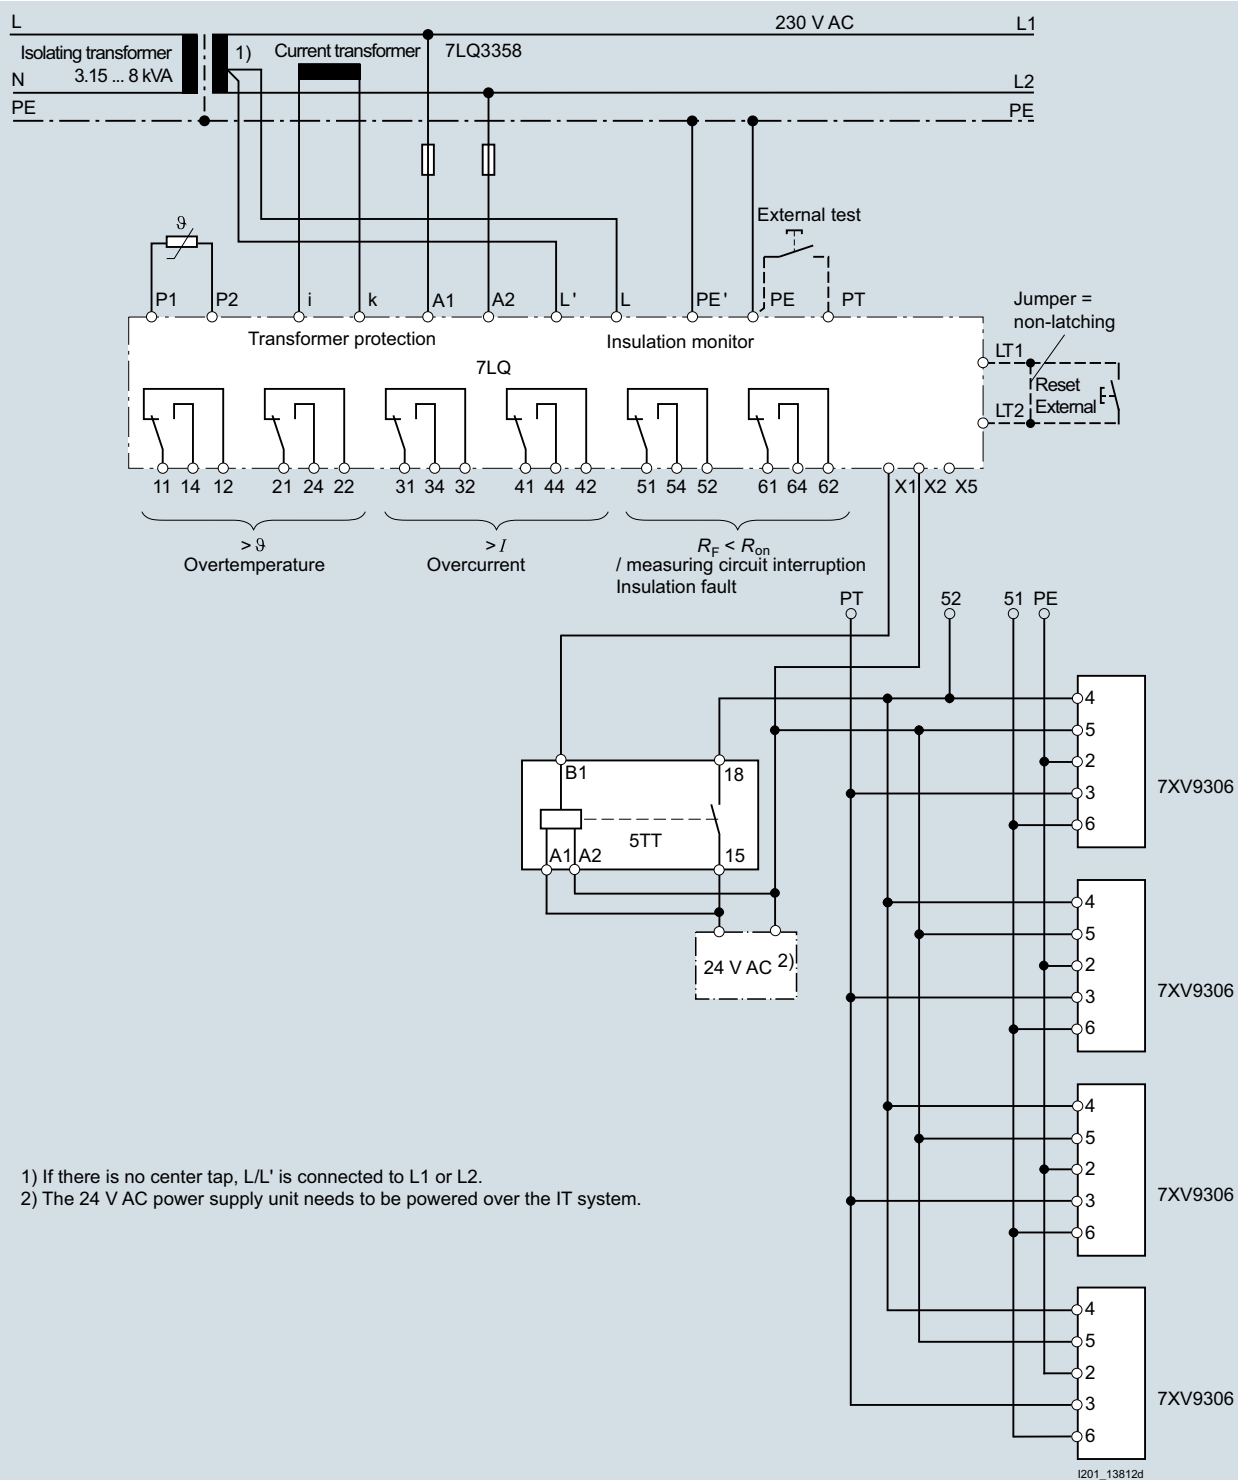 L
230 V AC
L1
Isolating transformer
3.15 ... 8 kVA
1)
Current transformer
7LQ3358
N
L2
PE
PE
ϑ
External test
P1
P2
i
k
A1
A2
L'
L
PE'
PE
PT
Jumper =
non-latching
Transformer protection
Insulation monitor
7LQ
LT1
Reset
External
LT2
11 14 12
21 24 22
31 34 32
41 44 42
51 54 52
61 64 62
X1 X2 X5
> ϑ
Overtemperature
> I
Overcurrent
RF < Ron
/ measuring circuit interruption
Insulation fault
PT
52
51
PE
4
5
2
3
6
7XV9306
B1
18
5TT
A1 A2
15
24 V AC 2)
4
5
2
3
6
7XV9306
4
5
2
3
6
7XV9306
1) If there is no center tap, L/L' is connected to L1 or L2.
2) The 24 V AC power supply unit needs to be powered over the IT system.
4
5
2
3
6
7XV9306
I201_13812d